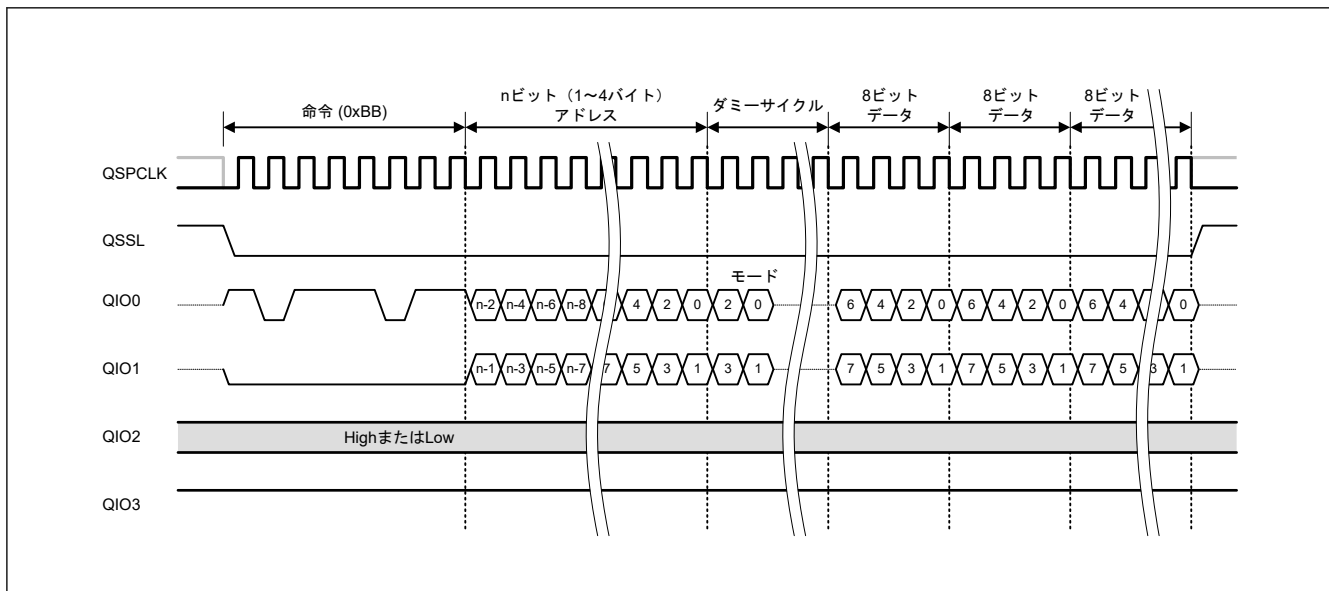 命令 (0xBB)
nビット（1～4バイト）
アドレス
ダミーサイクル
8ビット
データ
8ビット
データ
8ビット
データ
QSPCLK
QSSL
モード
QIO0
n-2 n-4 n-6 n-8 4 2 0 2 0 6 4 2 0 6 4 2 0 6 4 0
QIO1
n-1 n-3 n-5 n-7 7 5 3 1 3 1 7 5 3 1 7 5 3 1 7 5 3 1
QIO2
HighまたはLow
QIO3